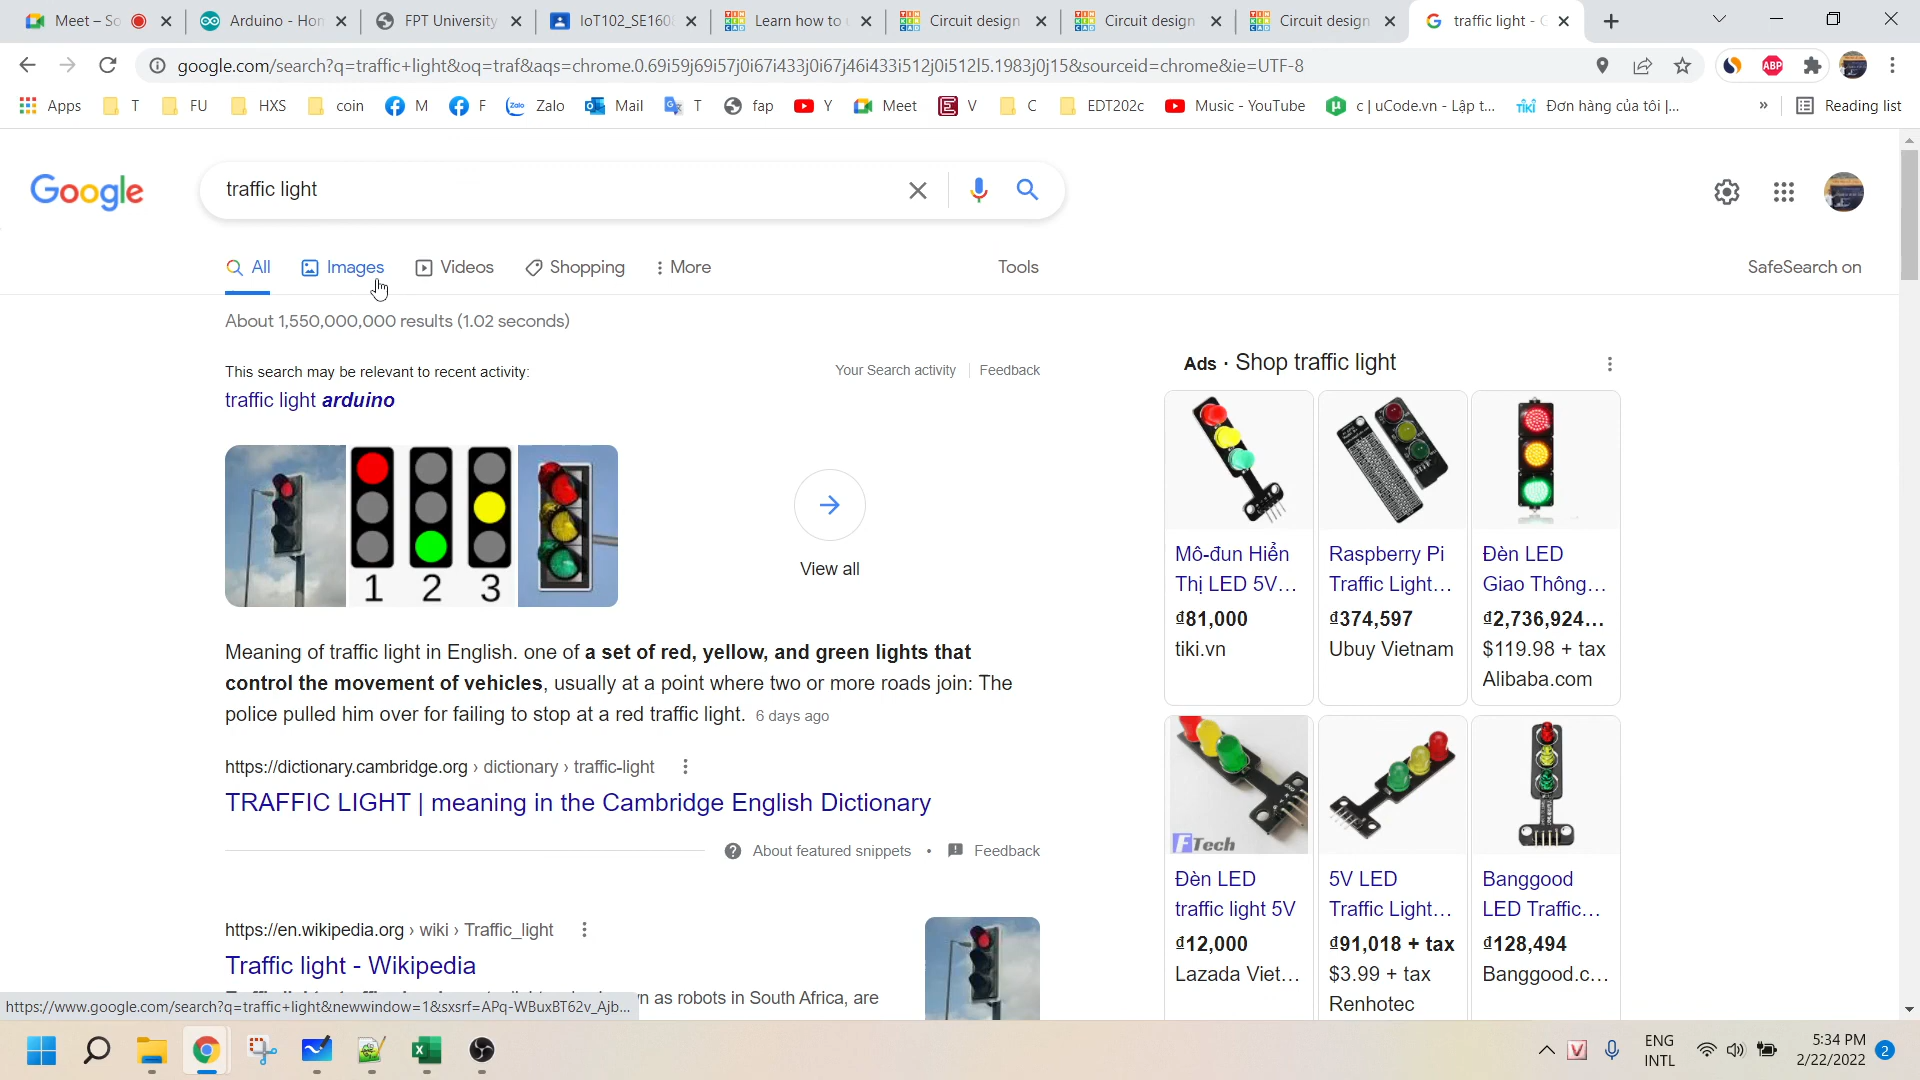 Meet – So
Arduino - Hom
FPT University
IoT102_SE160
Learn how to
Circuit design
Circuit design
Circuit design
traffic light -
google.com/search?q=traffic+light&oq=traf&aqs=chrome.0.69i59j69i57j0i67i433j0i67j46i433i512j0i512l5.1983j0j15&sourceid=chrome&ie=UTF-8
ABP
Apps T FU HXS coin M F Zalo Mail T fap Y Meet V C EDT202c Music - YouTube c | uCode.vn - Lập t... Đơn hàng của tôi |... » Reading list
Google
traffic light
All Images Videos Shopping More Tools SafeSearch on
About 1,550,000,000 results (1.02 seconds)
This search may be relevant to recent activity:
Your Search activity Feedback
traffic light arduino
1 2 3
View all
Meaning of traffic light in English. one of a set of red, yellow, and green lights that
control the movement of vehicles, usually at a point where two or more roads join: The
police pulled him over for failing to stop at a red traffic light. 6 days ago
https://dictionary.cambridge.org › dictionary › traffic-light
TRAFFIC LIGHT | meaning in the Cambridge English Dictionary
About featured snippets • Feedback
https://en.wikipedia.org › wiki › Traffic_light
Traffic light - Wikipedia
n as robots in South Africa, are
https://www.google.com/search?q=traffic+light&newwindow=1&sxsrf=APq-WBuxBT62v_Ajb...
Ads · Shop traffic light
Mô-đun Hiển
Thị LED 5V...
₫81,000
tiki.vn
Raspberry Pi
Traffic Light...
₫374,597
Ubuy Vietnam
Đèn LED
Giao Thông...
₫2,736,924...
$119.98 + tax
Alibaba.com
FTech
Đèn LED
traffic light 5V
₫12,000
Lazada Viet...
5V LED
Traffic Light...
₫91,018 + tax
$3.99 + tax
Renhotec
Banggood
LED Traffic...
₫128,494
Banggood.c...
ENG
INTL
5:34 PM
2/22/2022
2